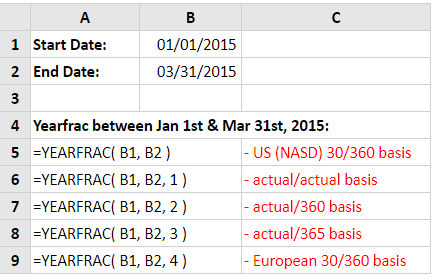 A B C
1 Start Date: 01/01/2015
2 End Date: 03/31/2015
3
4 Yearfrac between Jan 1st & Mar 31st, 2015:
5 =YEARFRAC( B1, B2 ) - US (NASD) 30/360 basis
6 =YEARFRAC( B1, B2, 1 ) - actual/actual basis
7 =YEARFRAC( B1, B2, 2 ) - actual/360 basis
8 =YEARFRAC( B1, B2, 3 ) - actual/365 basis
9 =YEARFRAC( B1, B2, 4 ) - European 30/360 basis